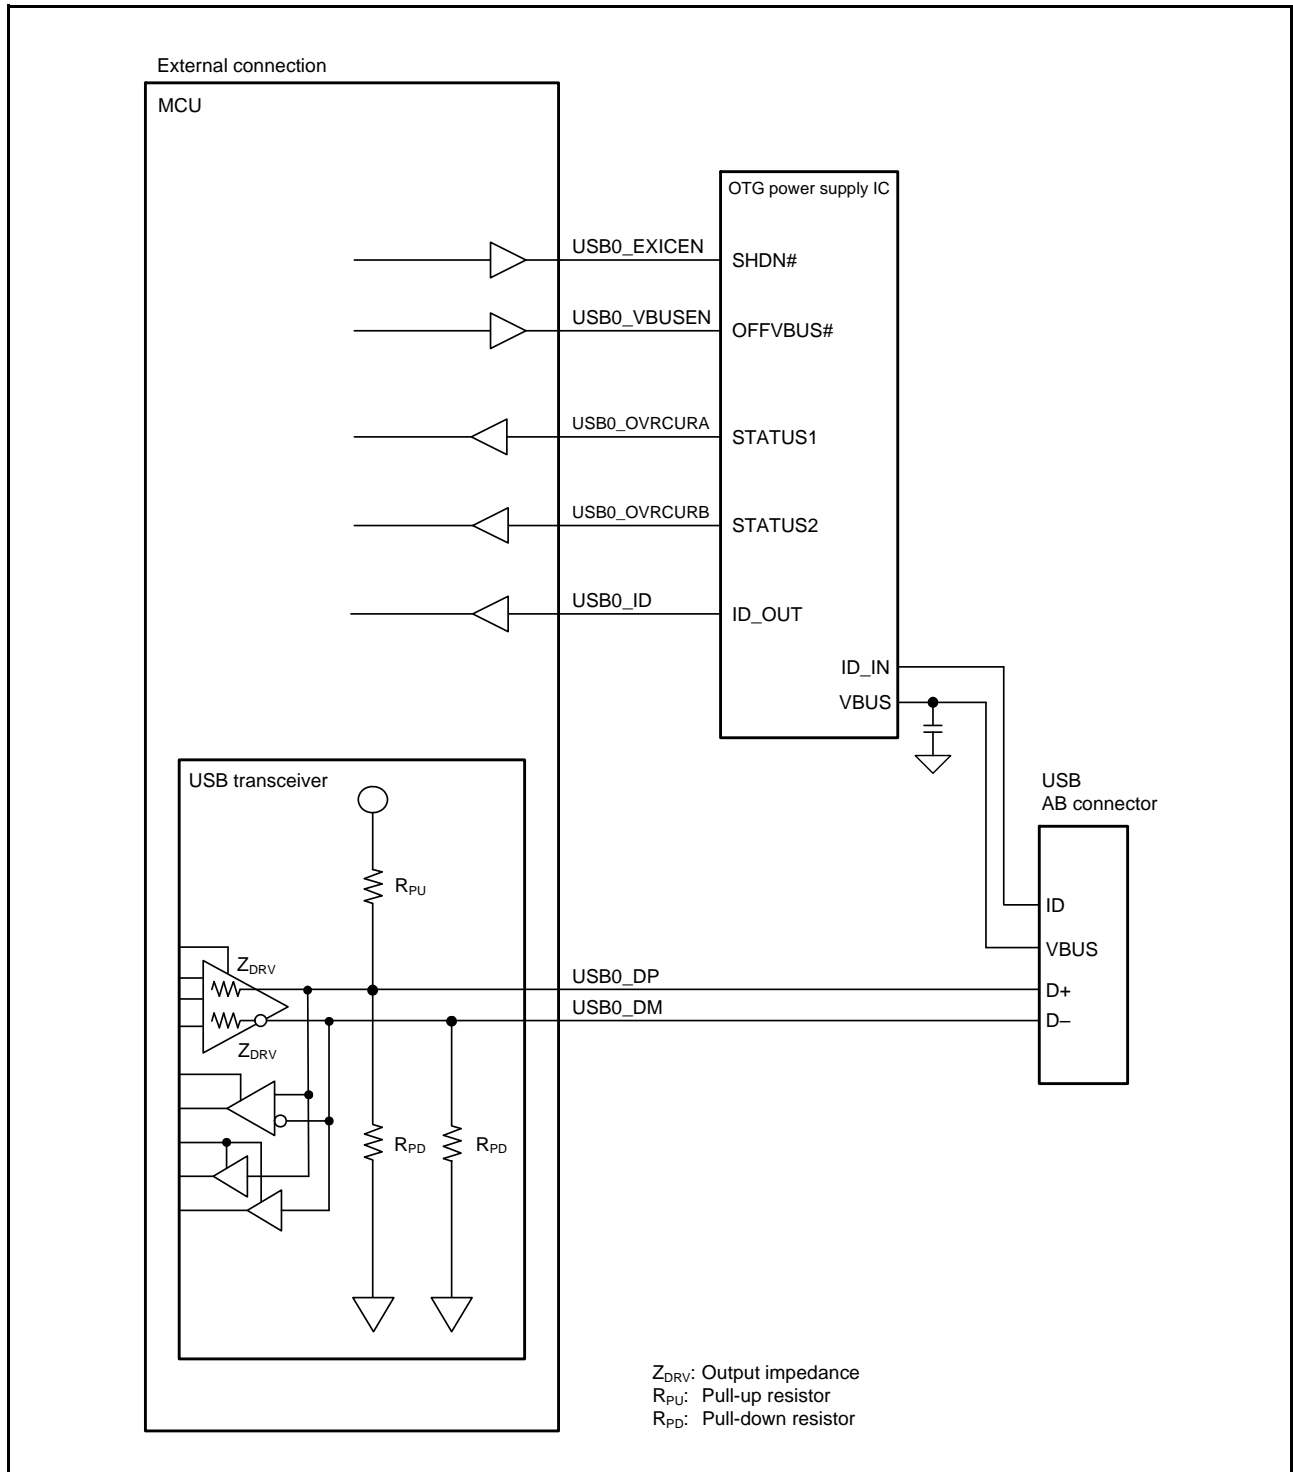 External connection
MCU
OTG power supply IC
USB0_EXICEN
SHDN#
USB0_VBUSEN
OFFVBUS#
USB0_OVRCURA
STATUS1
USB0_OVRCURB
STATUS2
USB0_ID
ID_OUT
ID_IN
VBUS
USB transceiver
USB
AB connector
RPU
ID
VBUS
ZDRV
USB0_DP
D+
USB0_DM
D–
ZDRV
RPD
RPD
ZDRV: Output impedance
RPU: Pull-up resistor
RPD: Pull-down resistor